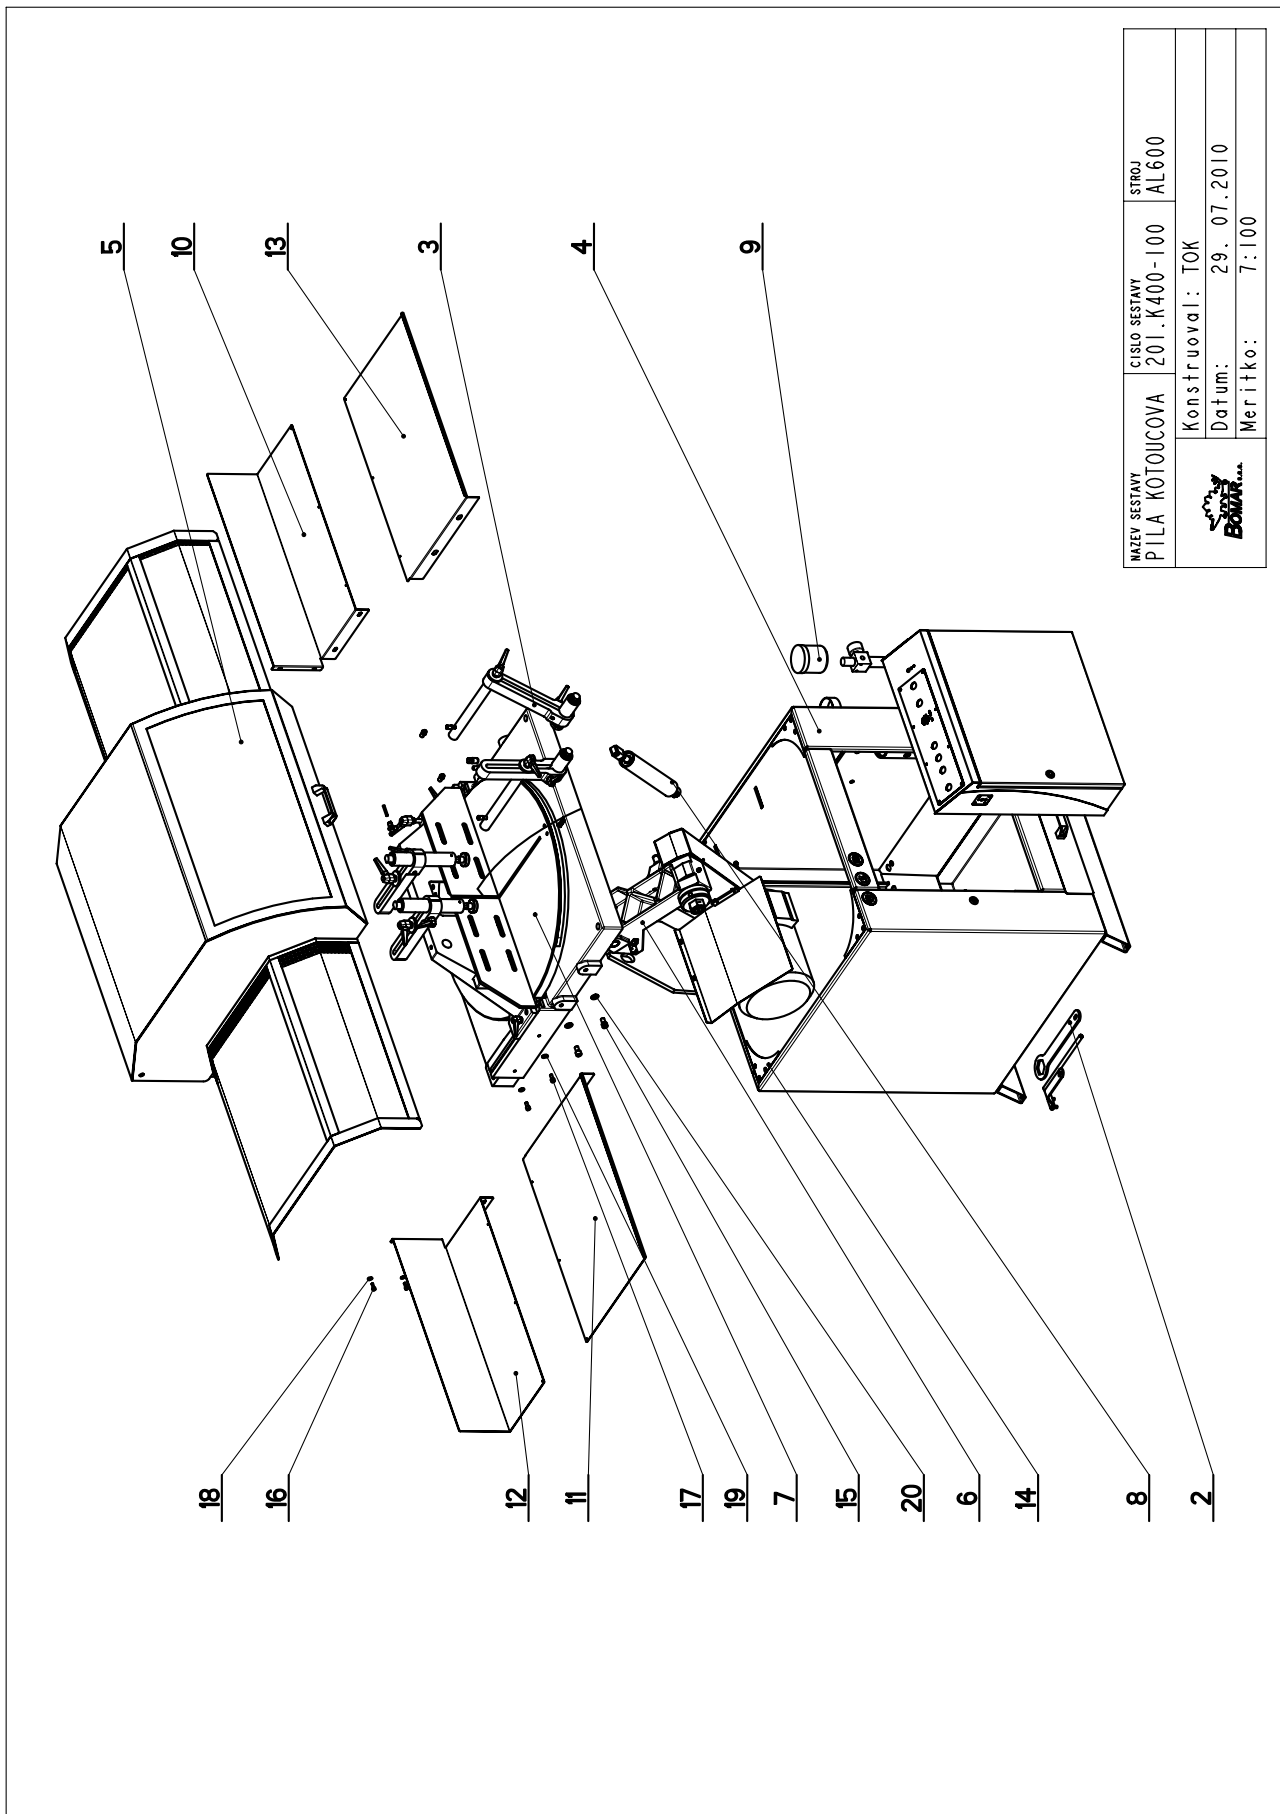 5
10
13
3
4
9
18
16
12
11
17
19
7
15
20
6
14
8
2
NAZEV SESTAVY
PILA KOTOUCOVA
CISLO SESTAVY
201.K400-100
STROJ
AL600
Konstruoval: TOK
Datum: 29. 07.2010
Meritko: 7:100
BOMAR s.r.o.